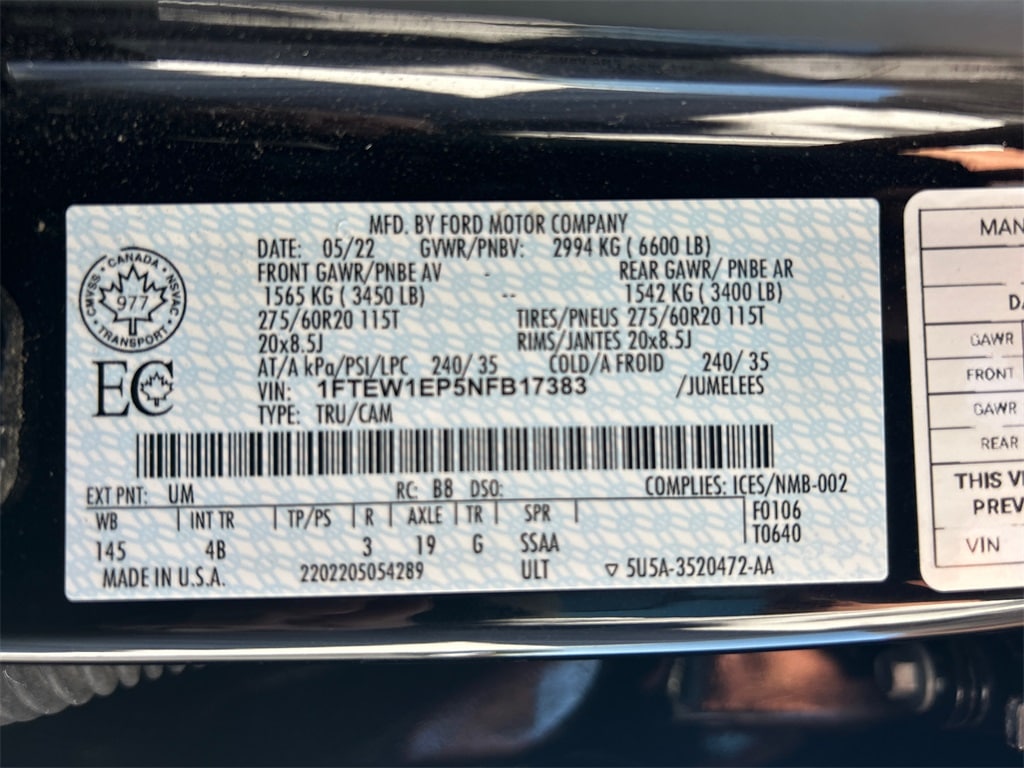 MFD. BY FORD MOTOR COMPANY
DATE: 05/22 GVWR/PNBV: 2994 KG ( 6600 LB)
FRONT GAWR/PNBE AV - REAR GAWR/ PNBE AR
1565 KG ( 3450 LB) -- 1542 KG ( 3400 LB)
275/60R20 115T TIRES/PNEUS 275/60R20 115T
20x8.5J RIMS/JANTES 20x8.5J
AT/A kPa/PSI/LPC 240/ 35 COLD/A FROID 240/ 35
VIN: 1FTEW1EP5NFB17383 /JUMELEES
TYPE: TRU/CAM
CANADA
CMVSS • NSVAC
977
TRANSPORT
EC
EXT PNT: UM RC: B8 DSO: COMPLIES: ICES/NMB-002
WB INT TR TP/PS R AXLE TR SPR F0106
145 4B 3 19 G SSAA T0640
MADE IN U.S.A. 2202205054289 ULT ▽ 5U5A-3520472-AA
MAN
DA
GAWR
FRONT
GAWR
REAR
THIS VE
PREV
VIN